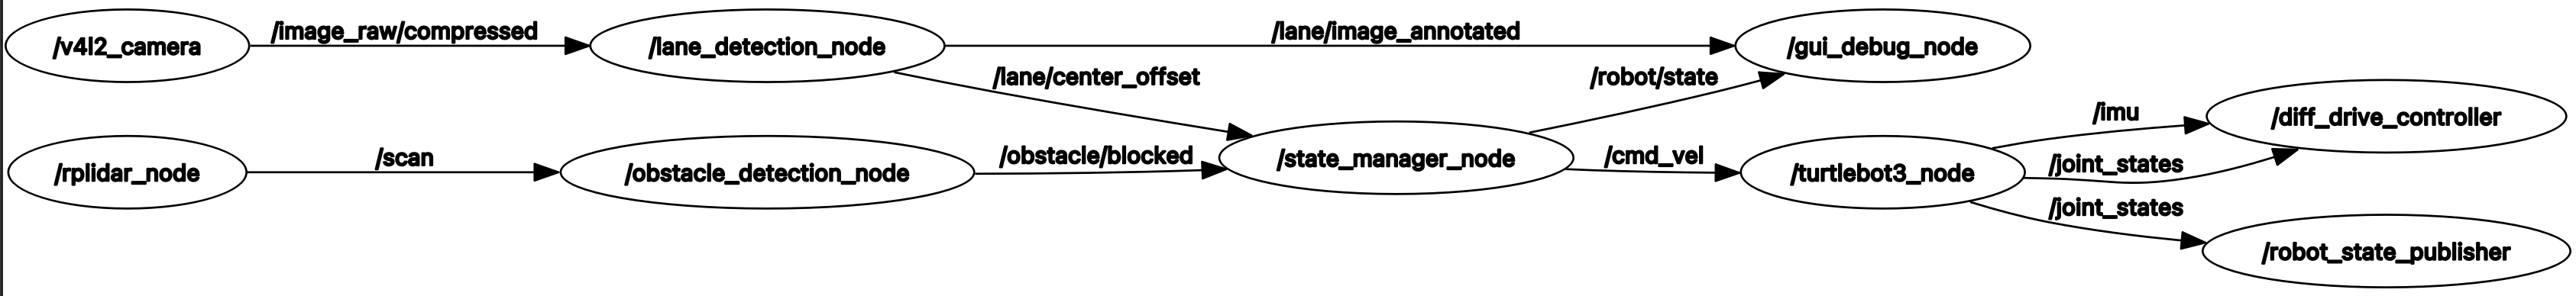 /v4l2_camera
/image_raw/compressed
/lane_detection_node
/lane/image_annotated
/gui_debug_node
/lane/center_offset
/robot/state
/rplidar_node
/scan
/obstacle_detection_node
/obstacle/blocked
/state_manager_node
/cmd_vel
/turtlebot3_node
/imu
/diff_drive_controller
/joint_states
/joint_states
/robot_state_publisher